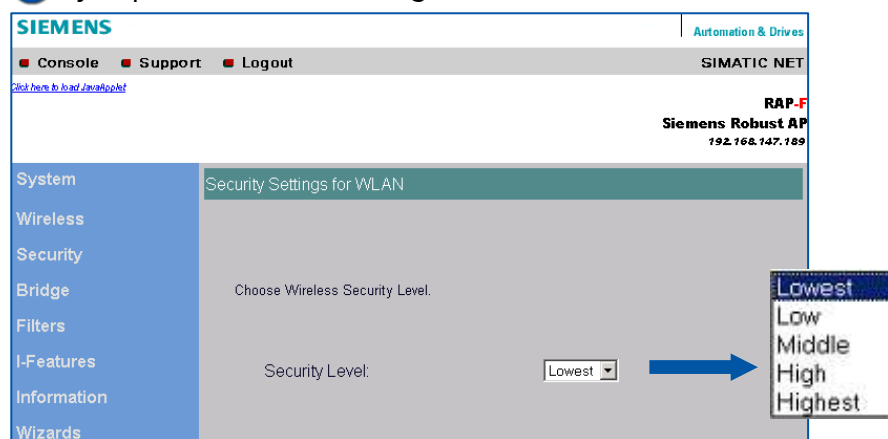 SIEMENS
Automation & Drives
Console Support Logout
SIMATIC NET
Click here to load JavaApplet
RAP-F
Siemens Robust AP
192.168.147.189
System
Security Settings for WLAN
Wireless
Security
Bridge
Choose Wireless Security Level.
Filters
I-Features
Security Level:
Lowest
Information
Wizards
Lowest
Low
Middle
High
Highest